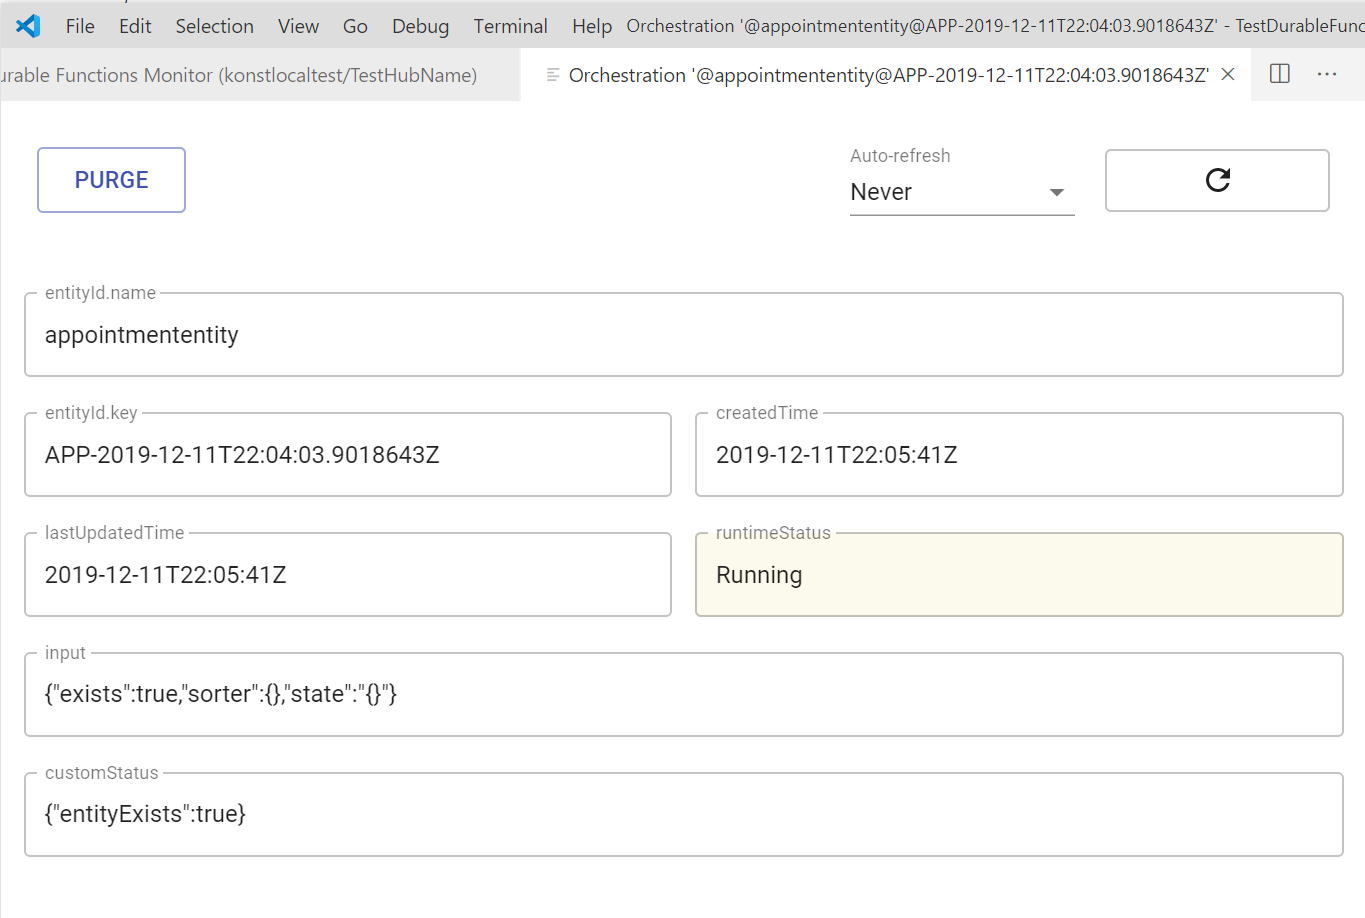 File Edit Selection View Go Debug Terminal Help Orchestration '@appointmententity@APP-2019-12-11T22:04:03.9018643Z' - TestDurableFunc
urable Functions Monitor (konstlocaltest/TestHubName) Orchestration '@appointmententity@APP-2019-12-11T22:04:03.9018643Z'
PURGE
Auto-refresh
Never
entityId.name
appointmententity
entityId.key
APP-2019-12-11T22:04:03.9018643Z
createdTime
2019-12-11T22:05:41Z
lastUpdatedTime
2019-12-11T22:05:41Z
runtimeStatus
Running
input
{"exists":true,"sorter":{},"state":"{}"}
customStatus
{"entityExists":true}